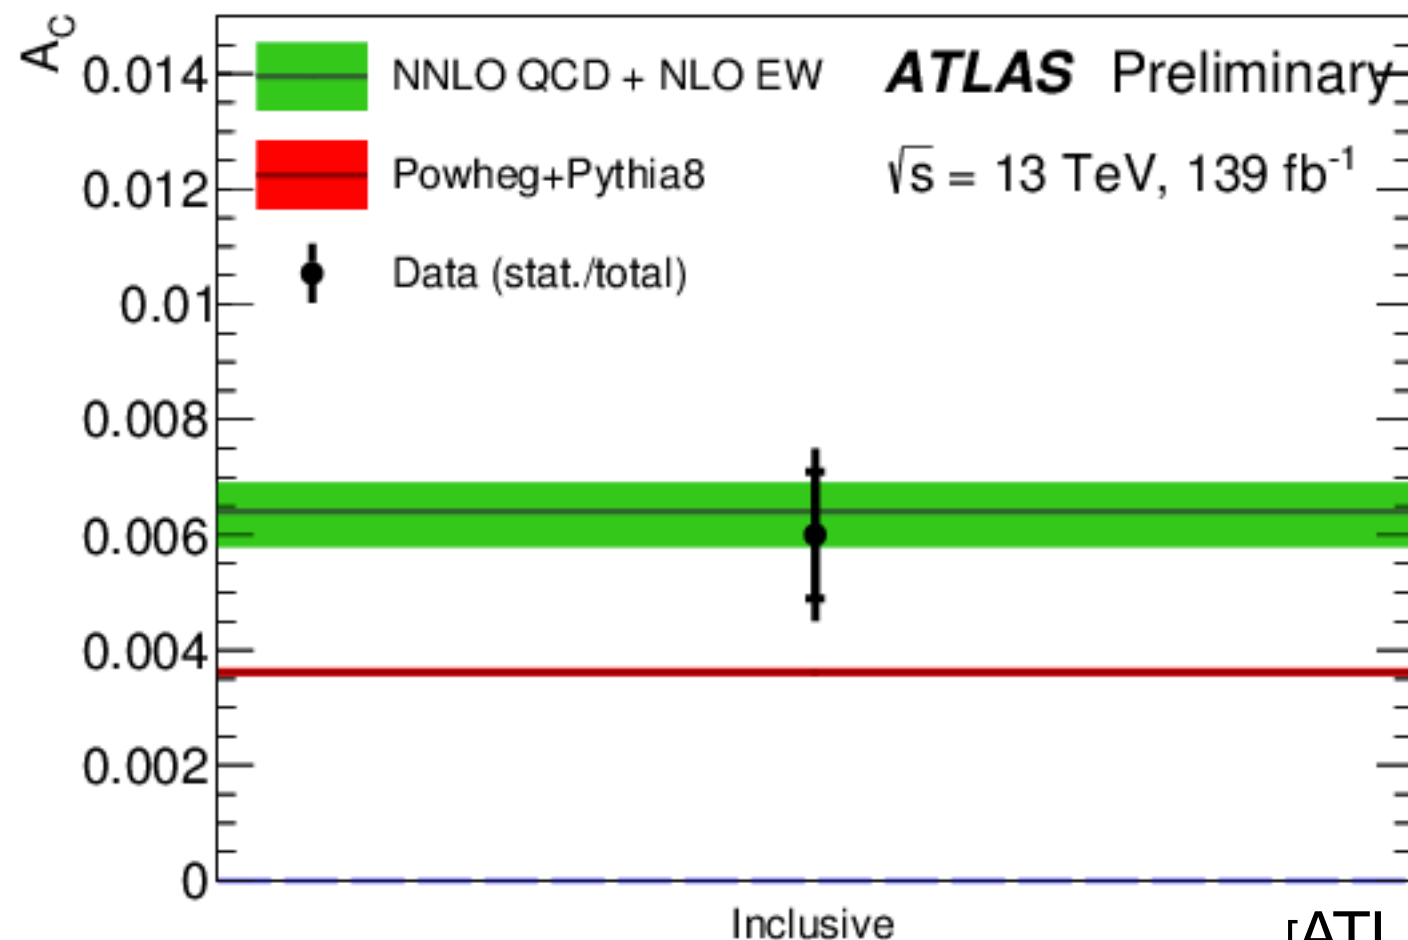 A_C
0.014
NNLO QCD + NLO EW
ATLAS Preliminary
0.012
Powheg+Pythia8
√s = 13 TeV, 139 fb⁻¹
Data (stat./total)
0.01
0.008
0.006
0.004
0.002
0
Inclusive